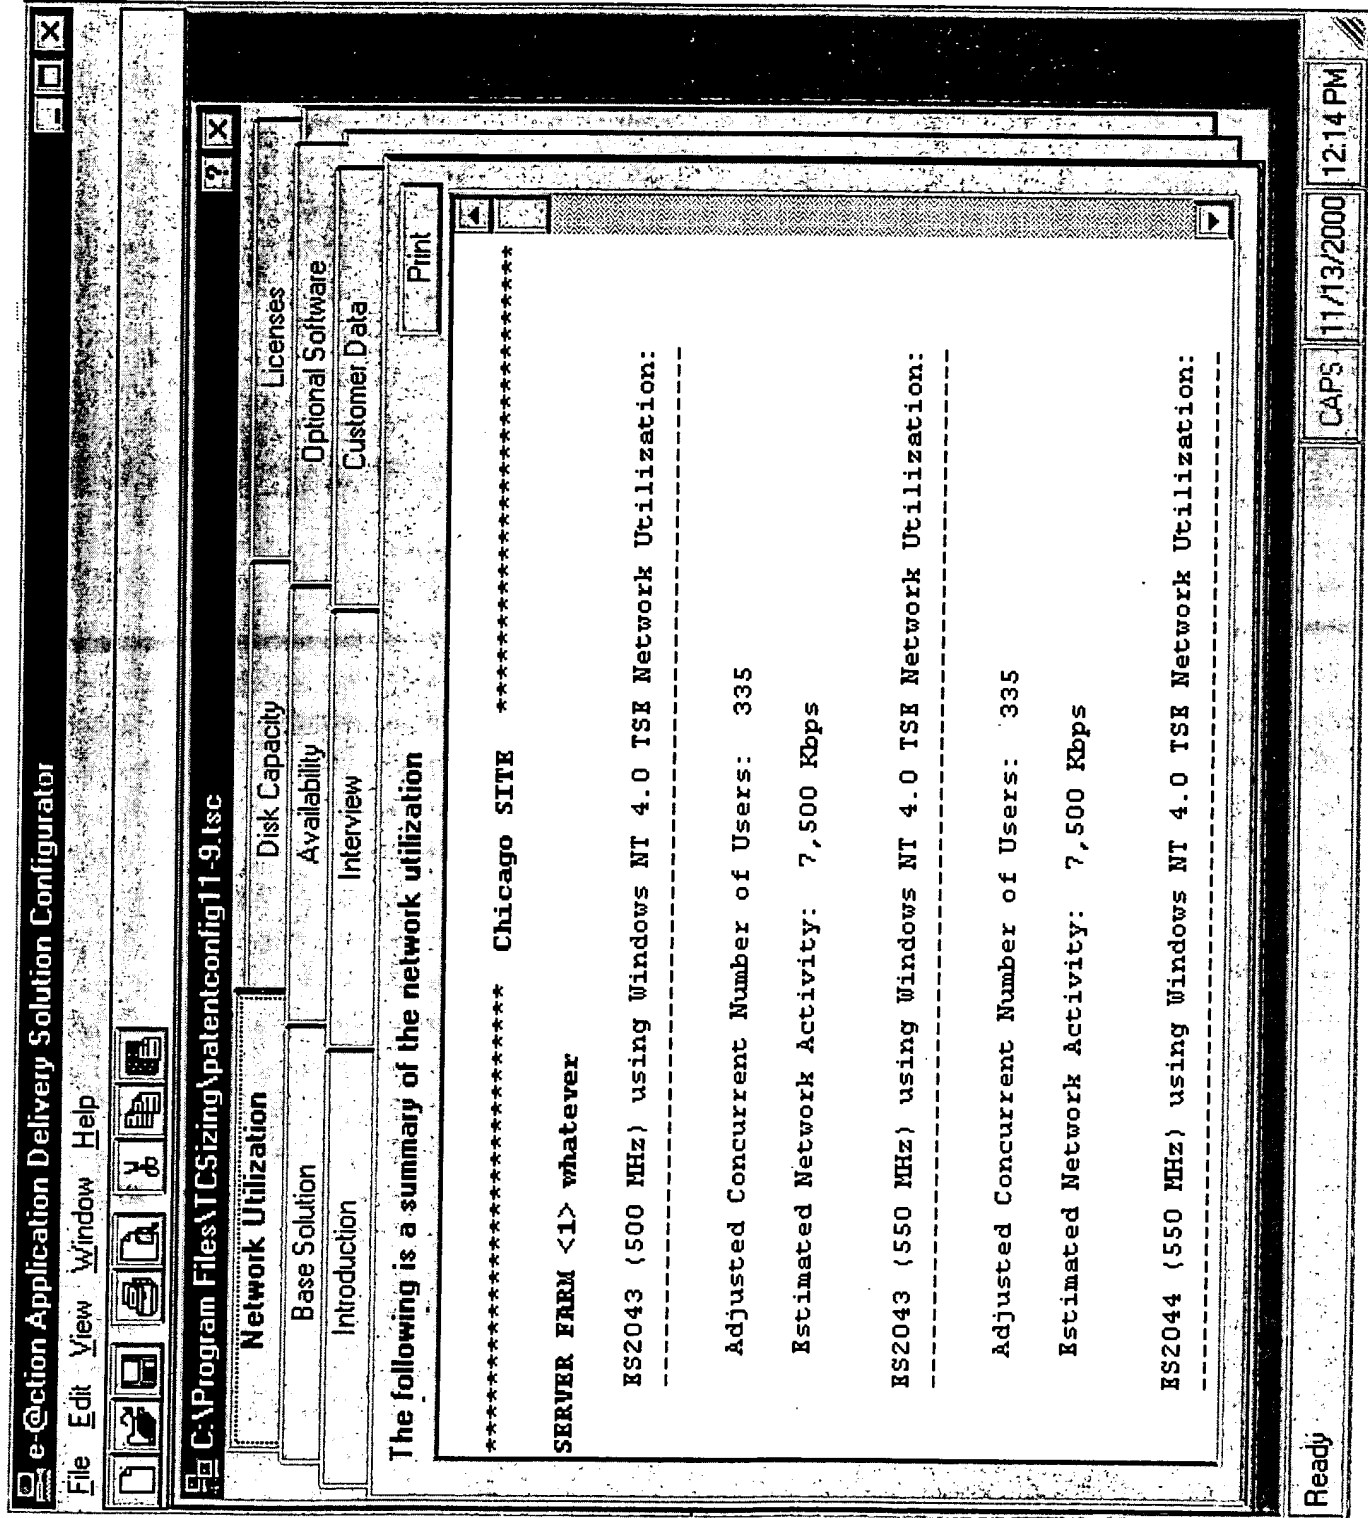 e-@ction Application Delivery Solution Configurator
File Edit View Window Help
C:\Program Files\TCSizing\patentconfig11-9.tsc
Network Utilization Disk Capacity Licenses
Base Solution Availability Optional Software
Introduction Interview Customer Data
The following is a summary of the network utilization Print
****************************** Chicago SITE ******************************
SERVER FARM <1> whatever
ES2043 (500 MHz) using Windows NT 4.0 TSE Network Utilization:
--------------------------------------------------------------
Adjusted Concurrent Number of Users: 335
Estimated Network Activity: 7,500 Kbps
ES2043 (550 MHz) using Windows NT 4.0 TSE Network Utilization:
--------------------------------------------------------------
Adjusted Concurrent Number of Users: 335
Estimated Network Activity: 7,500 Kbps
ES2044 (550 MHz) using Windows NT 4.0 TSE Network Utilization:
--------------------------------------------------------------
Ready CAPS 11/13/2000 12:14 PM